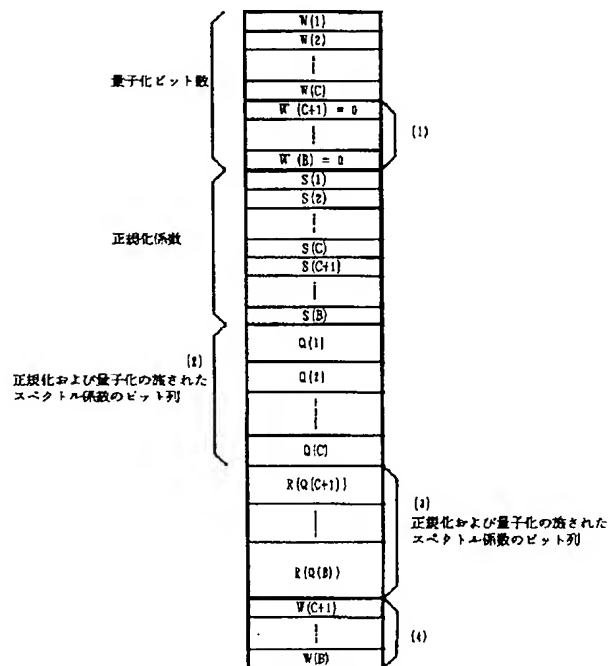 W(1)
W(2)
量子化ビット数
W(C)
W (C+1) = 0
(1)
W (B) = 0
S(1)
S(2)
正規化係数
S(C)
S(C+1)
S(B)
Q(1)
(2)
正規化および量子化の施された
スペクトル係数のビット列
Q(2)
Q(C)
R(Q(C+1))
(3)
正規化および量子化の施された
スペクトル係数のビット列
R(Q(B))
W(C+1)
(4)
W(B)